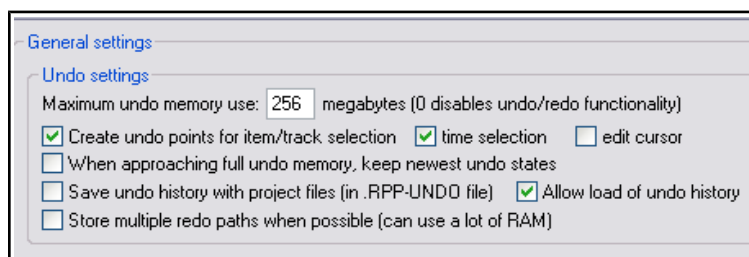 General settings
Undo settings
Maximum undo memory use: 256 megabytes (0 disables undo/redo functionality)
Create undo points for item/track selection time selection edit cursor
When approaching full undo memory, keep newest undo states
Save undo history with project files (in .RPP-UNDO file) Allow load of undo history
Store multiple redo paths when possible (can use a lot of RAM)